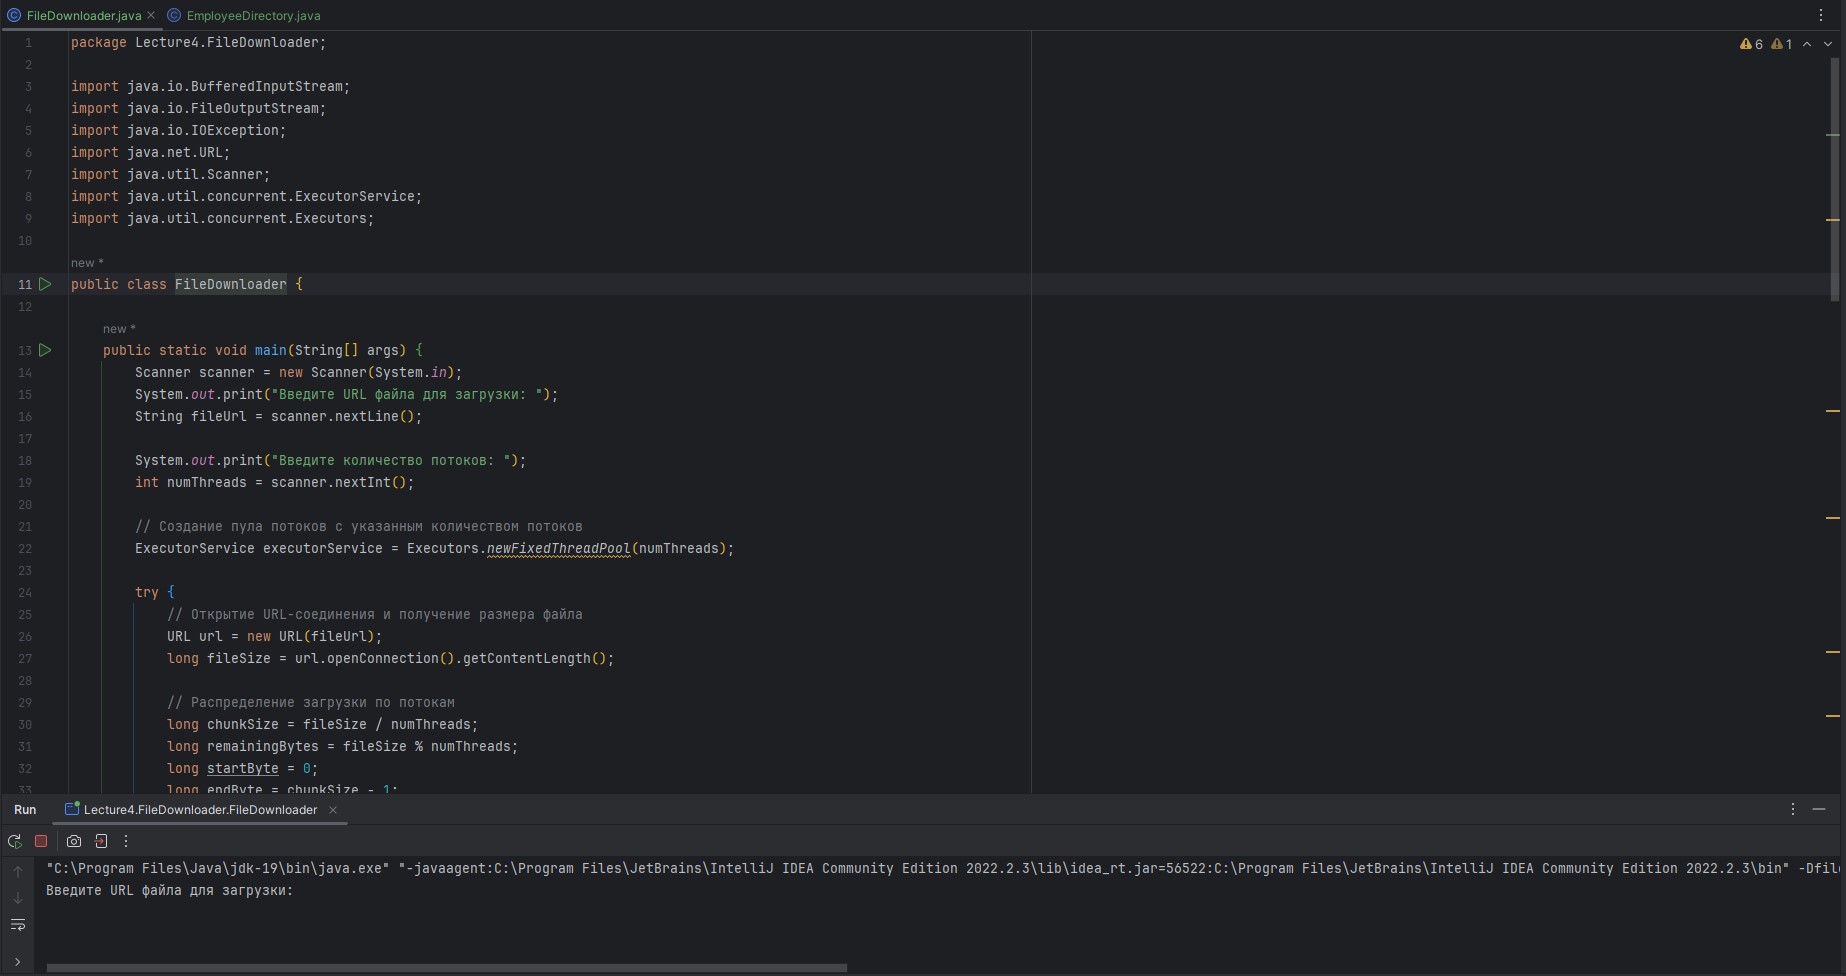 FileDownloader.java EmployeeDirectory.java
6 1
1 package Lecture4.FileDownloader;
2
3 import java.io.BufferedInputStream;
4 import java.io.FileOutputStream;
5 import java.io.IOException;
6 import java.net.URL;
7 import java.util.Scanner;
8 import java.util.concurrent.ExecutorService;
9 import java.util.concurrent.Executors;
10
new *
11 public class FileDownloader {
12
new *
13 public static void main(String[] args) {
14 Scanner scanner = new Scanner(System.in);
15 System.out.print("Введите URL файла для загрузки: ");
16 String fileUrl = scanner.nextLine();
17
18 System.out.print("Введите количество потоков: ");
19 int numThreads = scanner.nextInt();
20
21 // Создание пула потоков с указанным количеством потоков
22 ExecutorService executorService = Executors.newFixedThreadPool(numThreads);
23
24 try {
25 // Открытие URL-соединения и получение размера файла
26 URL url = new URL(fileUrl);
27 long fileSize = url.openConnection().getContentLength();
28
29 // Распределение загрузки по потокам
30 long chunkSize = fileSize / numThreads;
31 long remainingBytes = fileSize % numThreads;
32 long startByte = 0;
33 long endByte = chunkSize - 1;
Run Lecture4.FileDownloader.FileDownloader
"C:\Program Files\Java\jdk-19\bin\java.exe" "-javaagent:C:\Program Files\JetBrains\IntelliJ IDEA Community Edition 2022.2.3\lib\idea_rt.jar=56522:C:\Program Files\JetBrains\IntelliJ IDEA Community Edition 2022.2.3\bin" -Dfile
Введите URL файла для загрузки: